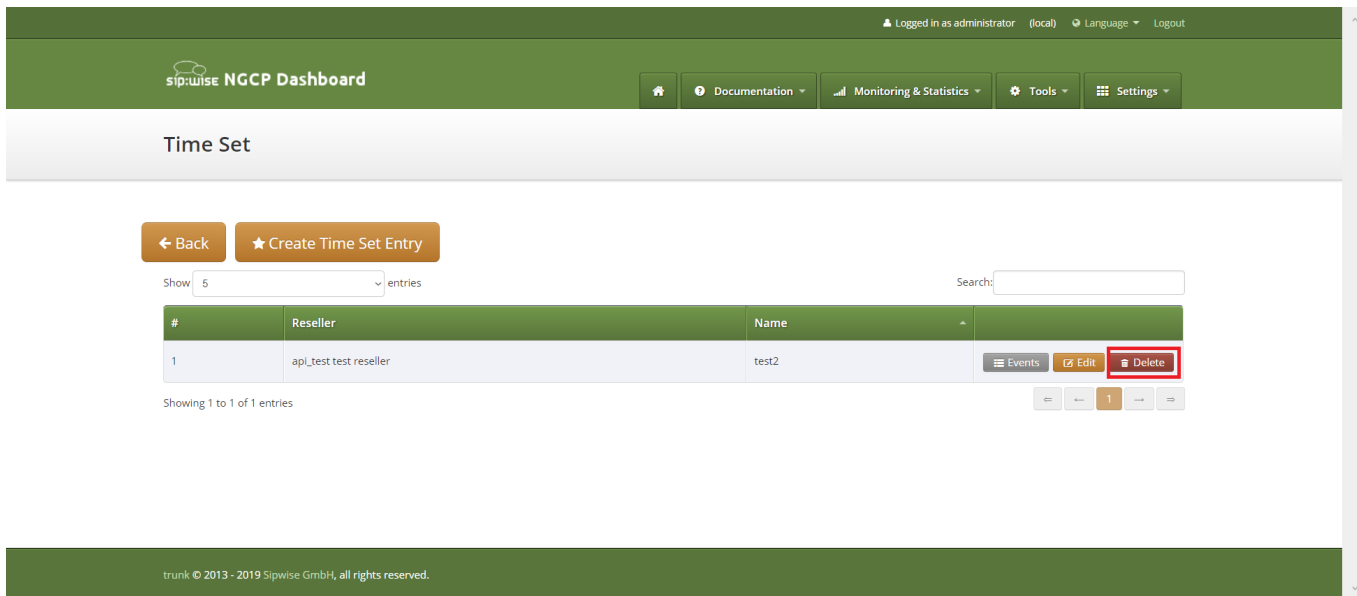 Logged in as administrator (local) Language Logout
sip:wise NGCP Dashboard
Documentation Monitoring & Statistics Tools Settings
Time Set
Back Create Time Set Entry
Show 5 entries Search:
# Reseller Name
1 api_test test reseller test2 Events Edit Delete
Showing 1 to 1 of 1 entries ⇐ ← 1 → ⇒
trunk © 2013 - 2019 Sipwise GmbH, all rights reserved.